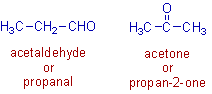 H₃C–CH₂–CHO
acetaldehyde
or
propanal
O
H₃C–C–CH₃
acetone
or
propan-2-one